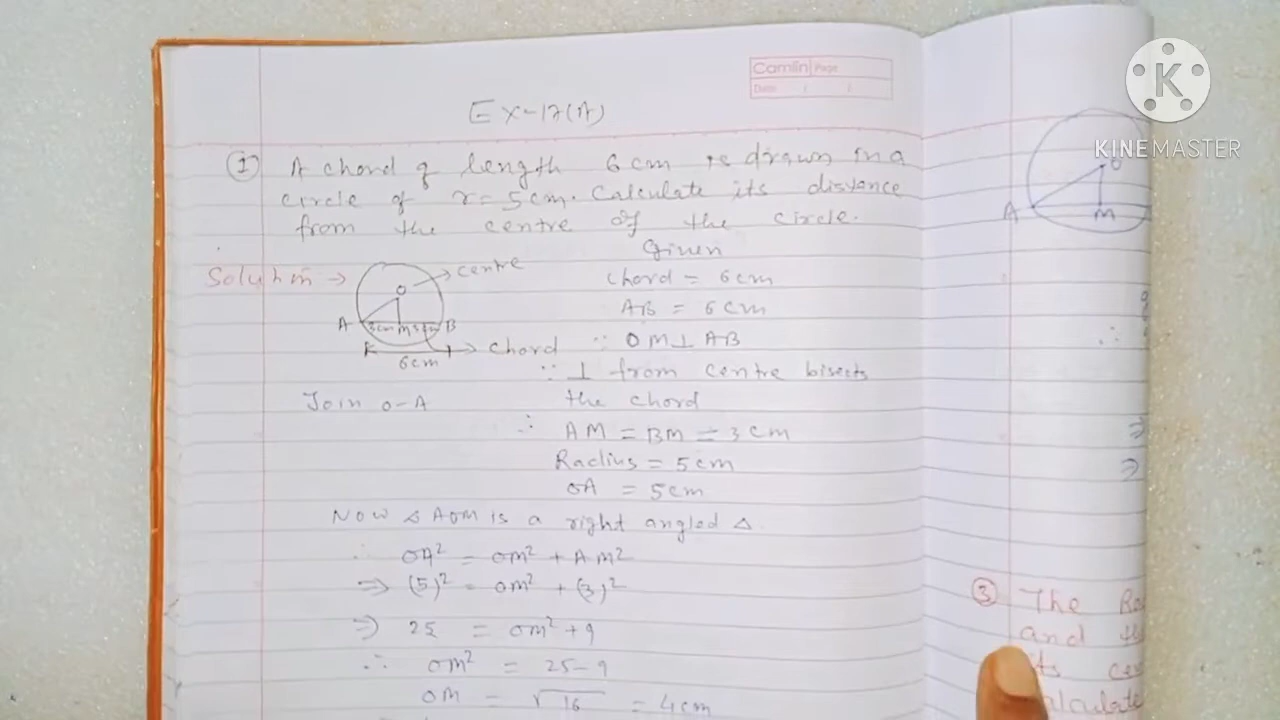 Camlin Page
Date / /
KINEMASTER
Ex-17(A)
① A chord of length 6cm is drawn in a
circle of r=5cm. Calculate its distance
from the centre of the circle.
Given
Solution → centre
chord = 6cm
O
AB = 6cm
A 3cm M 3cm B
∵ OM⊥AB
chord
6cm
∵ ⊥ from centre bisects
Join O-A the chord
∴ AM = BM = 3cm
Radius = 5cm
OA = 5cm
Now △AOM is a right angled △
∴ OA² = OM² + AM²
⇒ (5)² = OM² + (3)²
⇒ 25 = OM² + 9
∴ OM² = 25-9
OM = √16 = 4cm
O
A M
∴
⇒
⇒
③ The
and
its